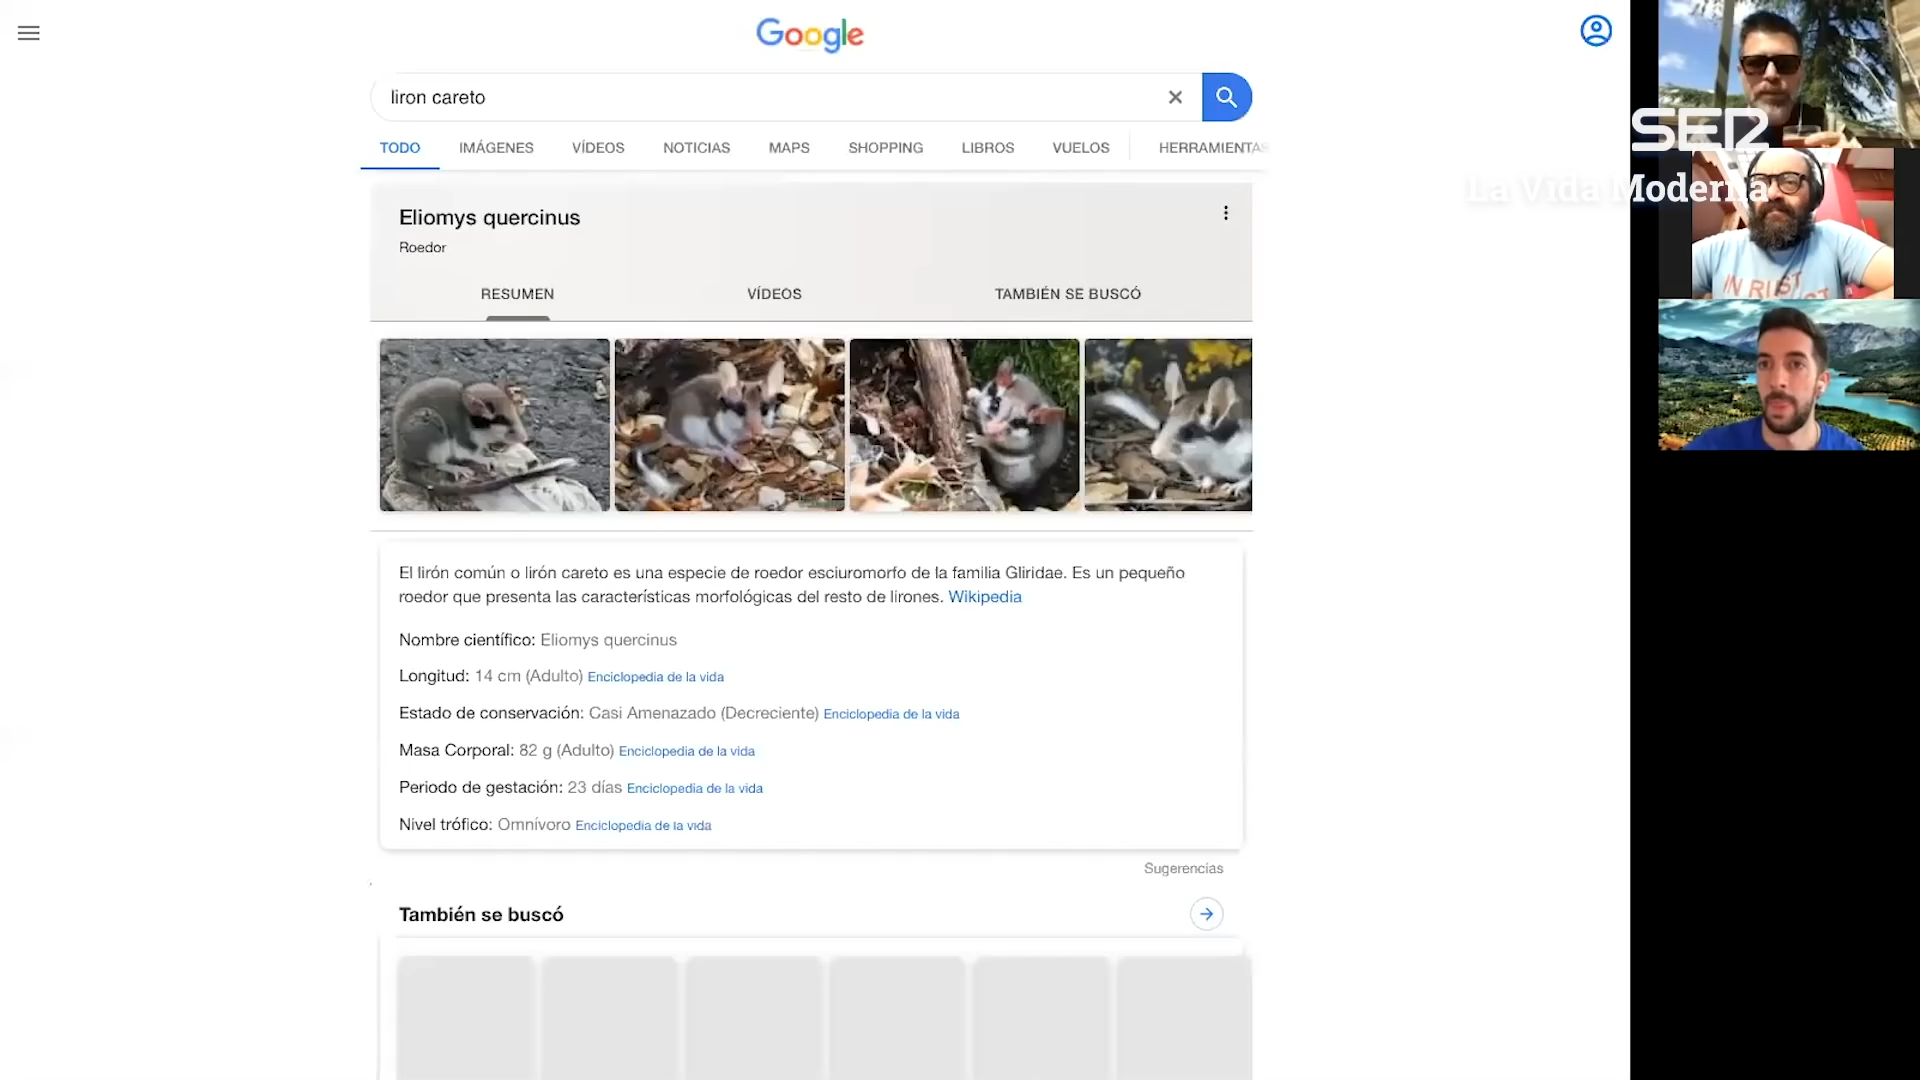 Google
liron careto
TODO IMÁGENES VÍDEOS NOTICIAS MAPS SHOPPING LIBROS VUELOS HERRAMIENTAS
SER
La Vida Moderna
Eliomys quercinus
Roedor
RESUMEN VÍDEOS TAMBIÉN SE BUSCÓ
El lirón común o lirón careto es una especie de roedor esciuromorfo de la familia Gliridae. Es un pequeño
roedor que presenta las características morfológicas del resto de lirones. Wikipedia
Nombre científico: Eliomys quercinus
Longitud: 14 cm (Adulto) Enciclopedia de la vida
Estado de conservación: Casi Amenazado (Decreciente) Enciclopedia de la vida
Masa Corporal: 82 g (Adulto) Enciclopedia de la vida
Periodo de gestación: 23 días Enciclopedia de la vida
Nivel trófico: Omnívoro Enciclopedia de la vida
Sugerencias
También se buscó